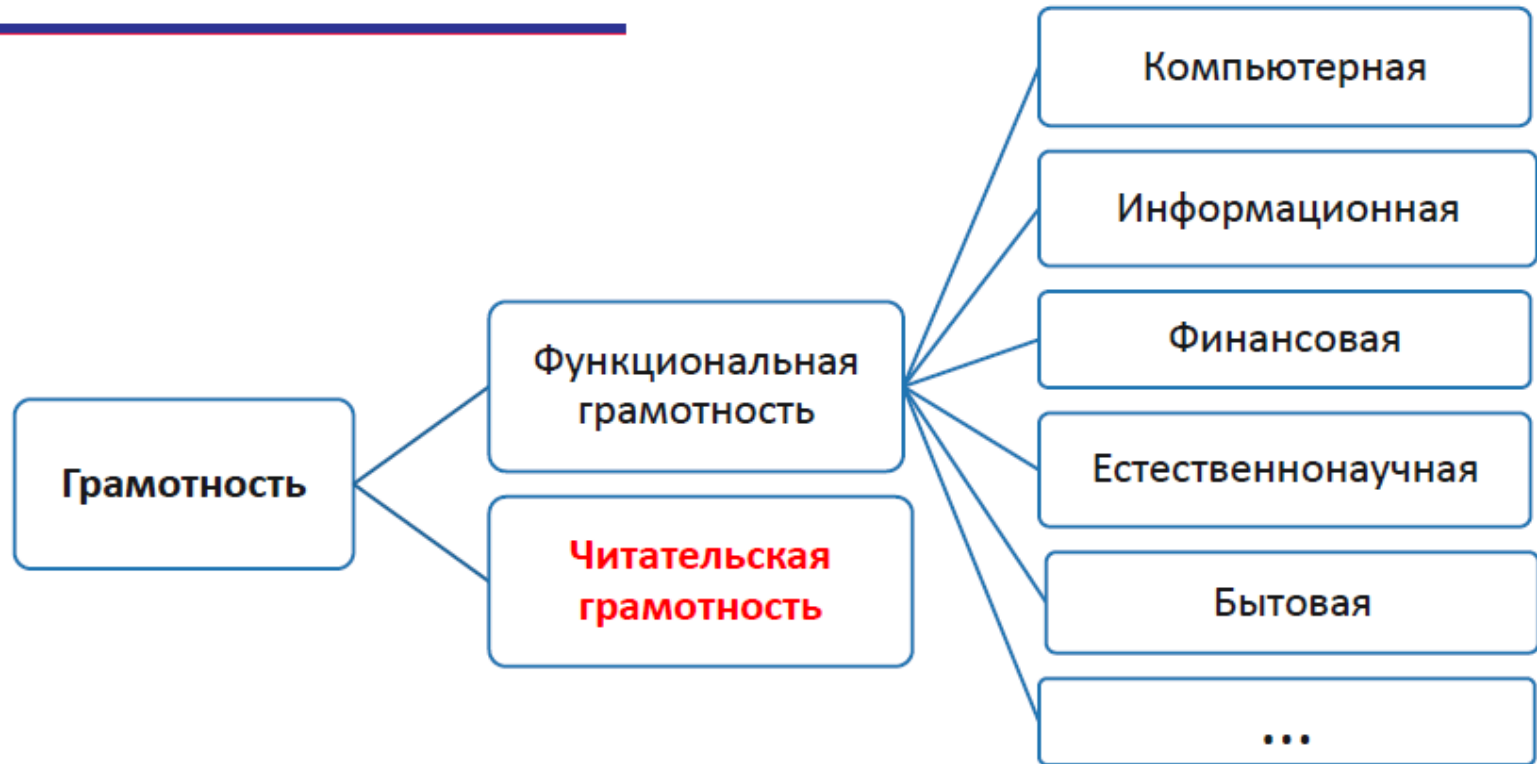 Грамотность
Функциональная
грамотность
Читательская
грамотность
Компьютерная
Информационная
Финансовая
Естественнонаучная
Бытовая
...